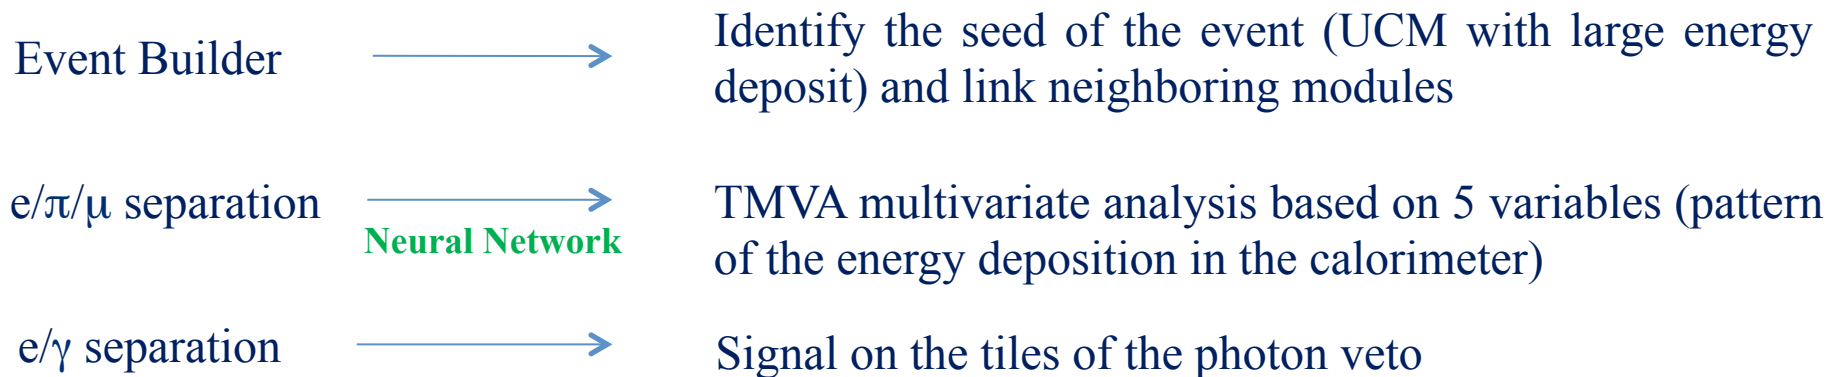 Event Builder
Identify the seed of the event (UCM with large energy
deposit) and link neighboring modules
e/π/μ separation
Neural Network
TMVA multivariate analysis based on 5 variables (pattern
of the energy deposition in the calorimeter)
e/γ separation
Signal on the tiles of the photon veto